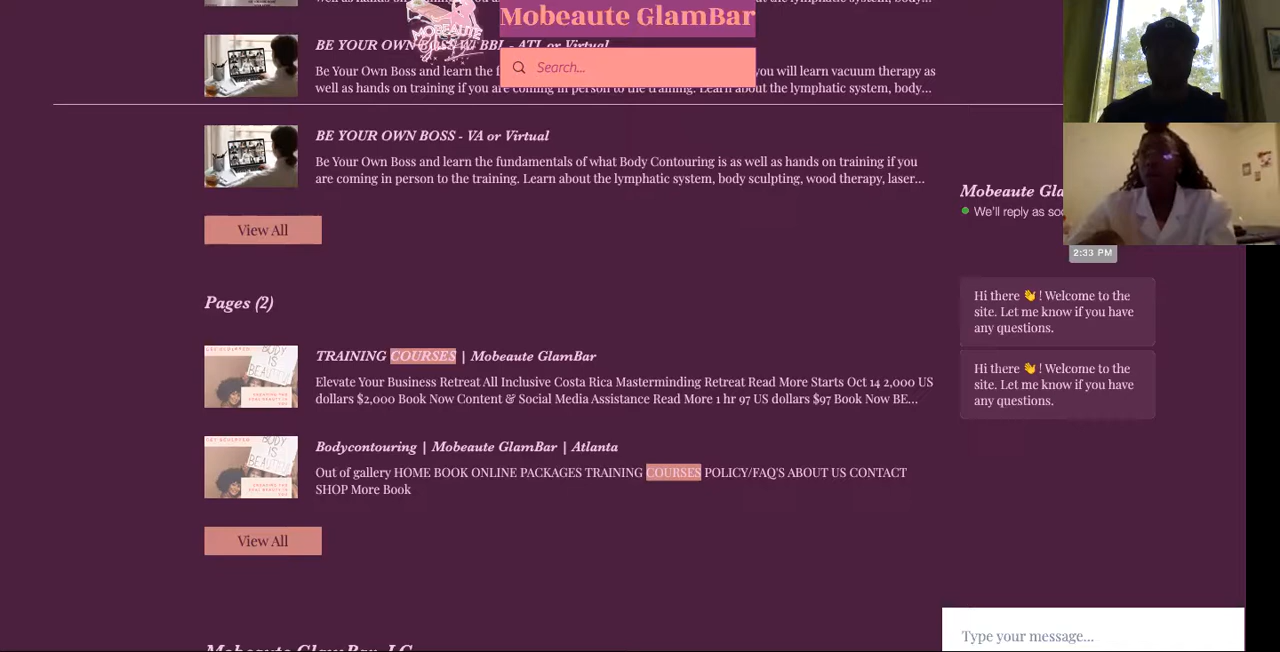 Mobeaute GlamBar
MOBEAUTE
Search...
BE YOUR OWN BOSS W/ BBL - ATL or Virtual
Be Your Own Boss and learn the f you will learn vacuum therapy as
well as hands on training if you are coming in person to the training. Learn about the lymphatic system, body...
BE YOUR OWN BOSS - VA or Virtual
Be Your Own Boss and learn the fundamentals of what Body Contouring is as well as hands on training if you
are coming in person to the training. Learn about the lymphatic system, body sculpting, wood therapy, laser...
View All
Pages (2)
TRAINING COURSES | Mobeaute GlamBar
Elevate Your Business Retreat All Inclusive Costa Rica Masterminding Retreat Read More Starts Oct 14 2,000 US
dollars $2,000 Book Now Content & Social Media Assistance Read More 1 hr 97 US dollars $97 Book Now BE...
BODY IS
Bodycontouring | Mobeaute GlamBar | Atlanta
Out of gallery HOME BOOK ONLINE PACKAGES TRAINING COURSES POLICY/FAQ'S ABOUT US CONTACT
SHOP More Book
BODY IS
View All
Mobeaute Gla
We'll reply as soo
2:33 PM
Hi there 👋 ! Welcome to the
site. Let me know if you have
any questions.
Hi there 👋 ! Welcome to the
site. Let me know if you have
any questions.
Type your message...